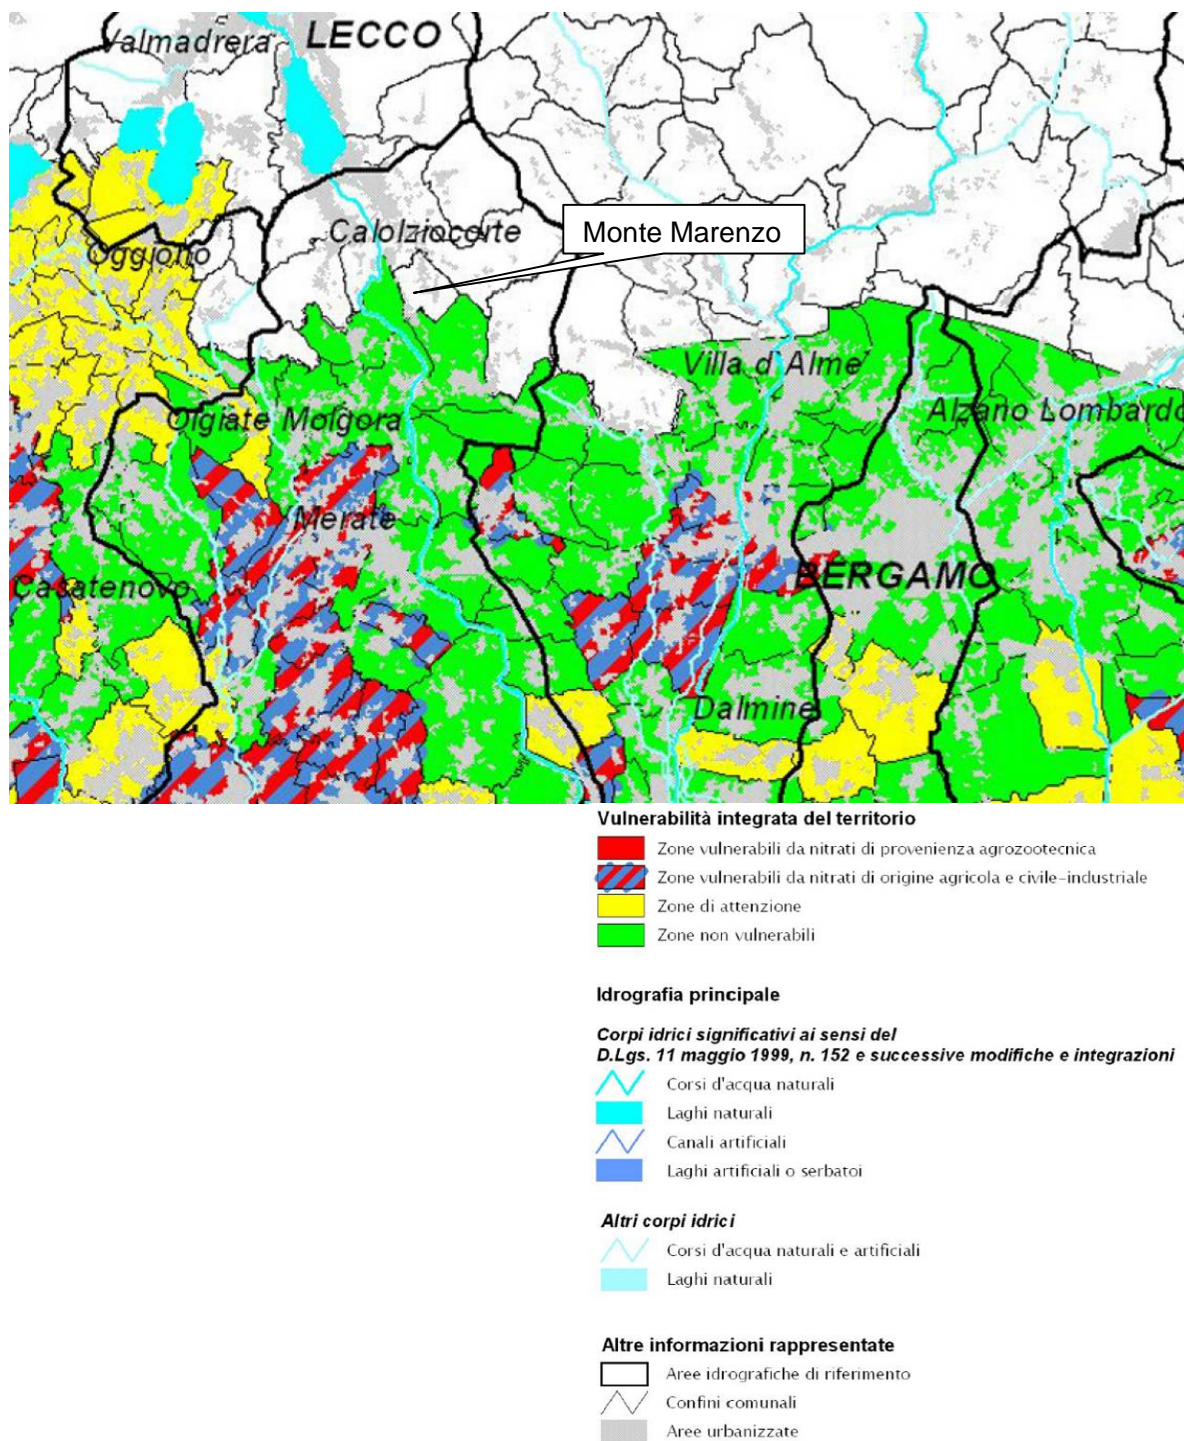 Valmadrera
LECCO
Calolziocorte
Monte Marenzo
Oggiono
Villa d'Alme'
Olgiate Molgora
Alzano Lombardo
Merate
Casatenovo
BERGAMO
Dalmine
Vulnerabilità integrata del territorio
Zone vulnerabili da nitrati di provenienza agrozootecnica
Zone vulnerabili da nitrati di origine agricola e civile-industriale
Zone di attenzione
Zone non vulnerabili
Idrografia principale
Corpi idrici significativi ai sensi del
D.Lgs. 11 maggio 1999, n. 152 e successive modifiche e integrazioni
Corsi d'acqua naturali
Laghi naturali
Canali artificiali
Laghi artificiali o serbatoi
Altri corpi idrici
Corsi d'acqua naturali e artificiali
Laghi naturali
Altre informazioni rappresentate
Aree idrografiche di riferimento
Confini comunali
Aree urbanizzate